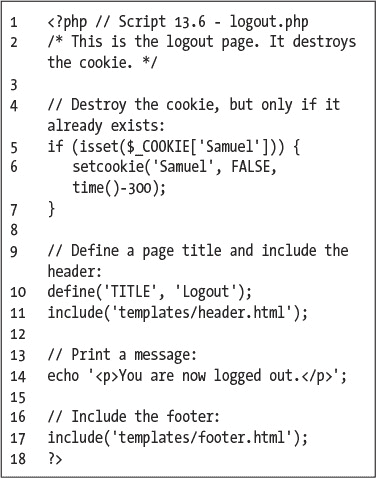 1 <?php // Script 13.6 - logout.php
2 /* This is the logout page. It destroys
the cookie. */
3
4 // Destroy the cookie, but only if it
already exists:
5 if (isset($_COOKIE['Samuel'])) {
6 setcookie('Samuel', FALSE,
time()-300);
7 }
8
9 // Define a page title and include the
header:
10 define('TITLE', 'Logout');
11 include('templates/header.html');
12
13 // Print a message:
14 echo '<p>You are now logged out.</p>';
15
16 // Include the footer:
17 include('templates/footer.html');
18 ?>